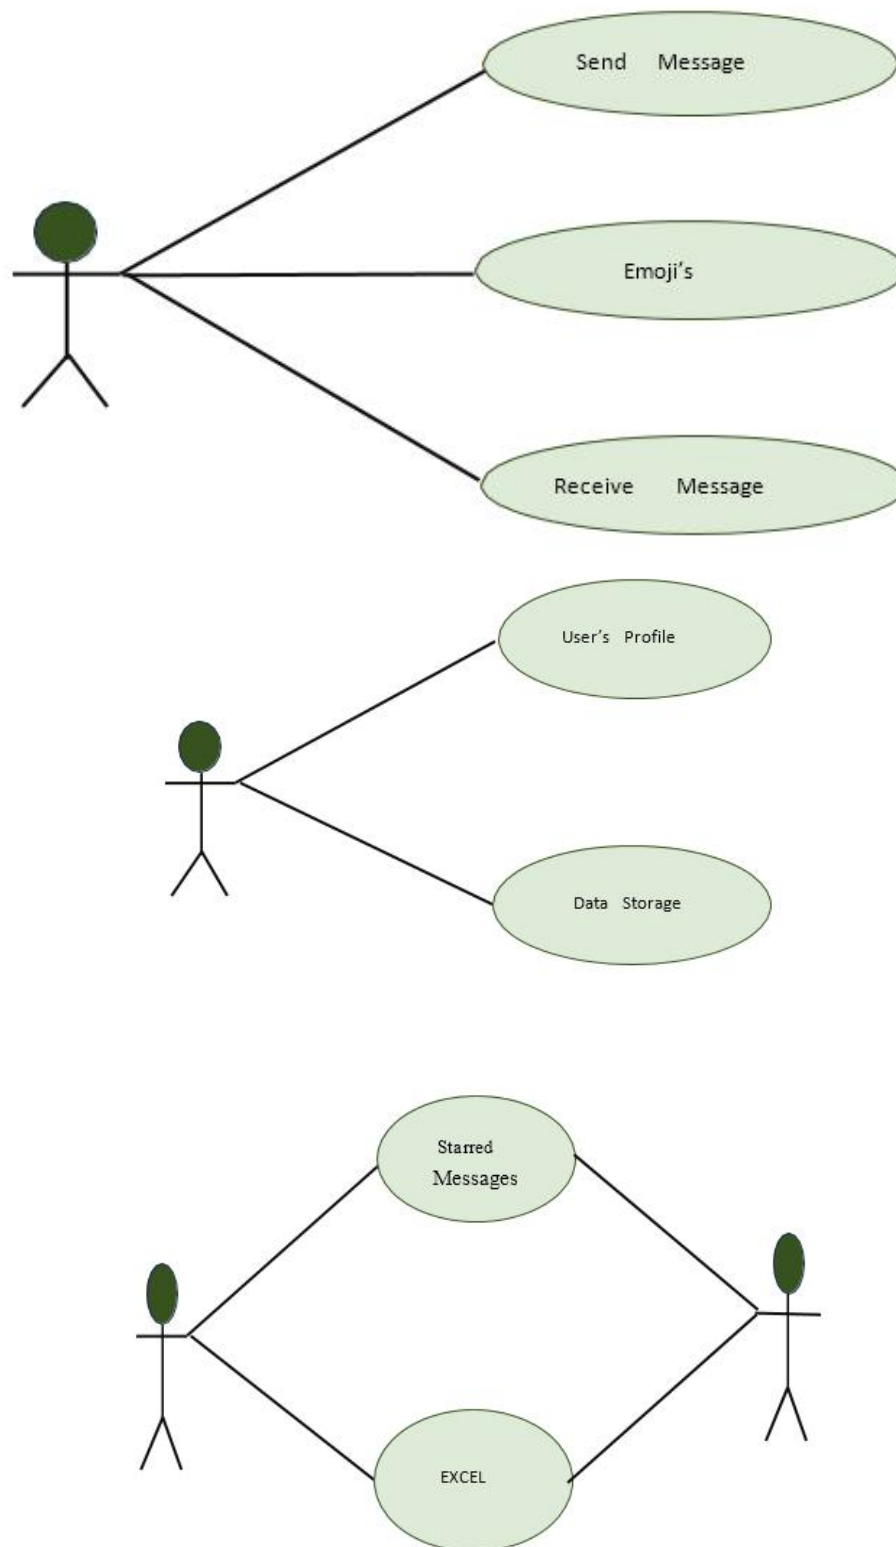 Send Message
Emoji's
Receive Message
User's Profile
Data Storage
Starred
Messages
EXCEL